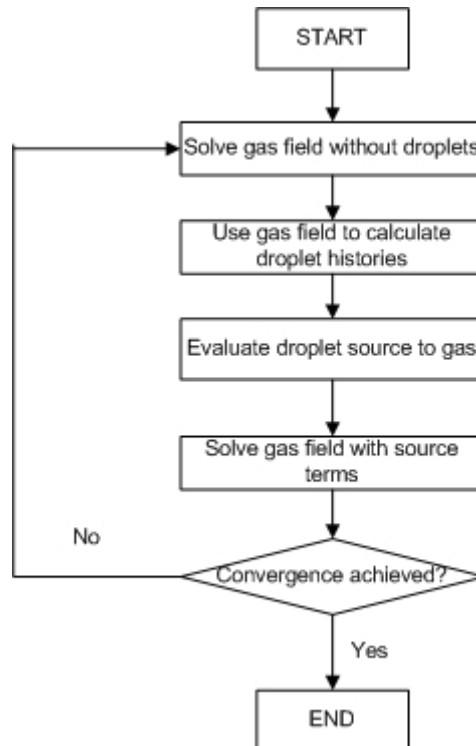 START
Solve gas field without droplets
Use gas field to calculate
droplet histories
Evaluate droplet source to gas
Solve gas field with source
terms
No
Convergence achieved?
Yes
END